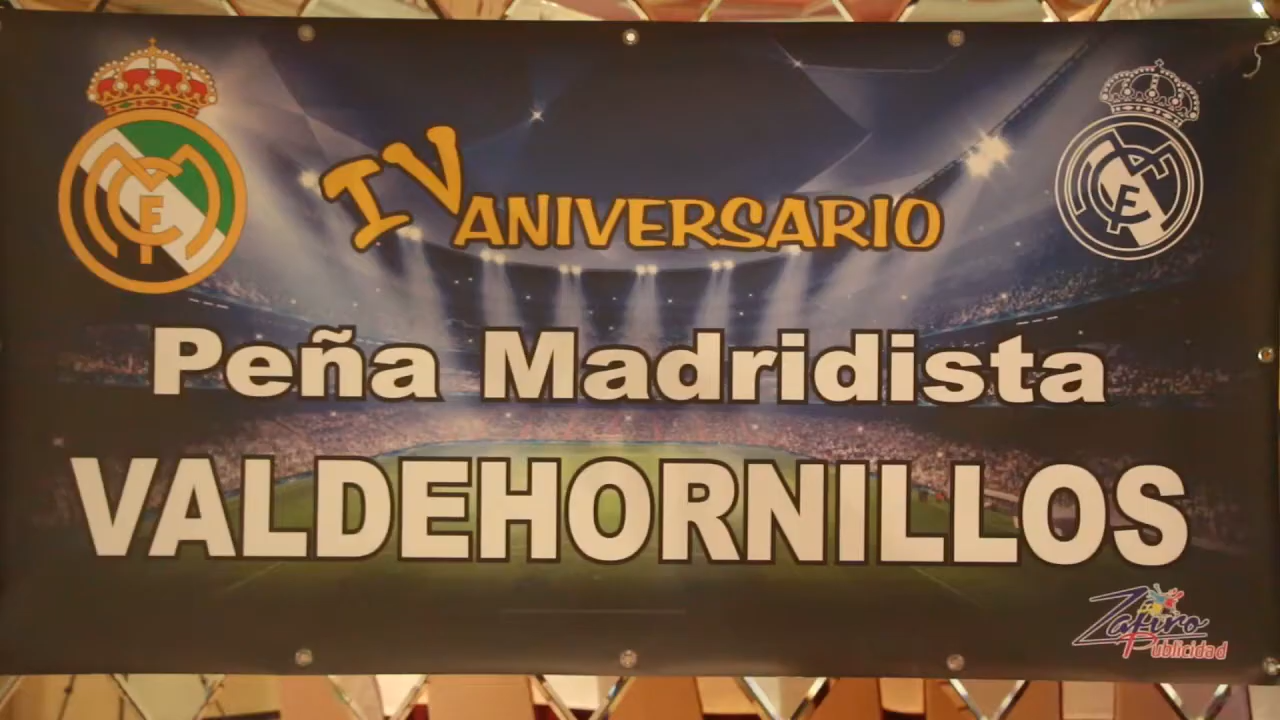 IV ANIVERSARIO
Peña Madridista
VALDEHORNILLOS
Zafiro
Publicidad